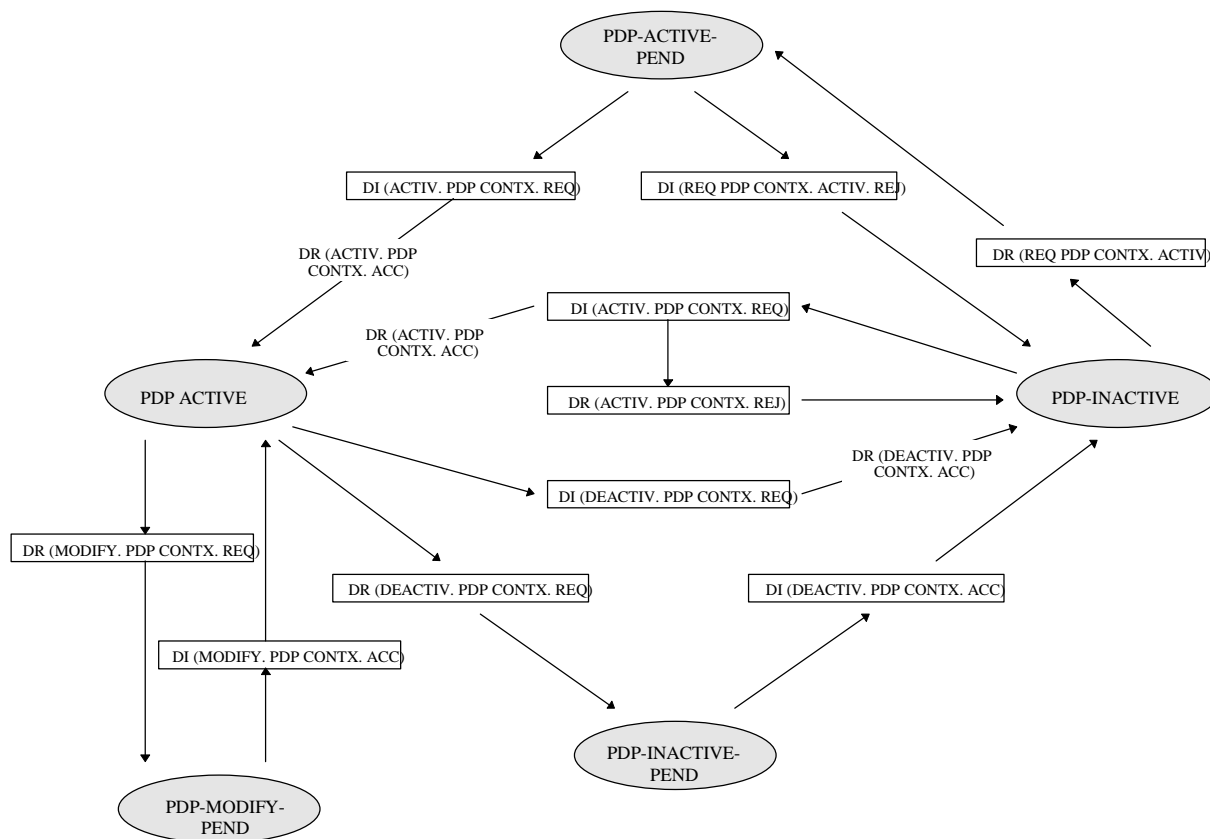 PDP-ACTIVE-
PEND
DI (ACTIV. PDP CONTX. REQ)
DI (REQ PDP CONTX. ACTIV. REJ)
DR (ACTIV. PDP
CONTX. ACC)
DR (REQ PDP CONTX. ACTIV)
DI (ACTIV. PDP CONTX. REQ)
DR (ACTIV. PDP
CONTX. ACC)
PDP ACTIVE
DR (ACTIV. PDP CONTX. REJ)
PDP-INACTIVE
DR (DEACTIV. PDP
CONTX. ACC)
DI (DEACTIV. PDP CONTX. REQ)
DR (MODIFY. PDP CONTX. REQ)
DR (DEACTIV. PDP CONTX. REQ)
DI (DEACTIV. PDP CONTX. ACC)
DI (MODIFY. PDP CONTX. ACC)
PDP-INACTIVE-
PEND
PDP-MODIFY-
PEND